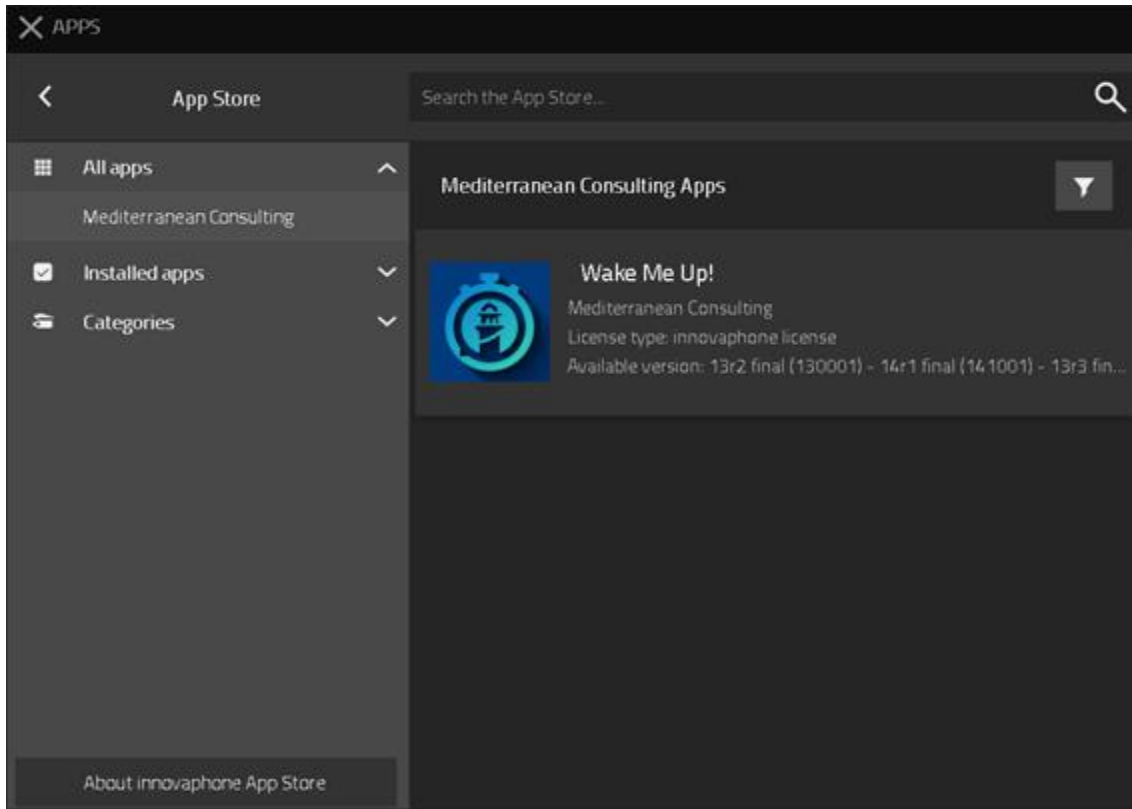 APPS
App Store
Search the App Store...
All apps
Mediterranean Consulting
Installed apps
Categories
About innovaphone App Store
Mediterranean Consulting Apps
Wake Me Up!
Mediterranean Consulting
License type: innovaphone license
Available version: 13r2 final (130001) - 14r1 final (141001) - 13r3 fin...